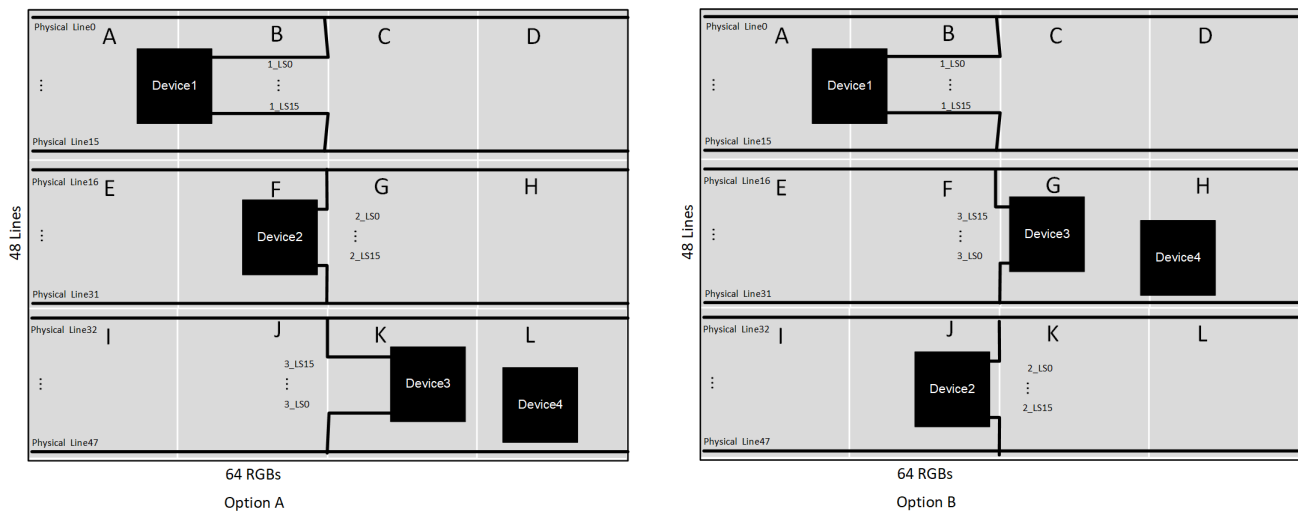 Physical Line0
A
B
C
D
Device1
1_LS0
⋮
⋮
1_LS15
Physical Line15
Physical Line16
E
F
G
H
Device2
2_LS0
⋮
⋮
2_LS15
Physical Line31
Physical Line32
I
J
K
L
3_LS15
Device3
⋮
⋮
3_LS0
Device4
Physical Line47
48 Lines
64 RGBs
Option A
Physical Line0
A
B
C
D
Device1
1_LS0
⋮
⋮
1_LS15
Physical Line15
Physical Line16
E
F
G
H
3_LS15
Device3
⋮
⋮
3_LS0
Device4
Physical Line31
Physical Line32
I
J
K
L
Device2
2_LS0
⋮
⋮
2_LS15
Physical Line47
48 Lines
64 RGBs
Option B